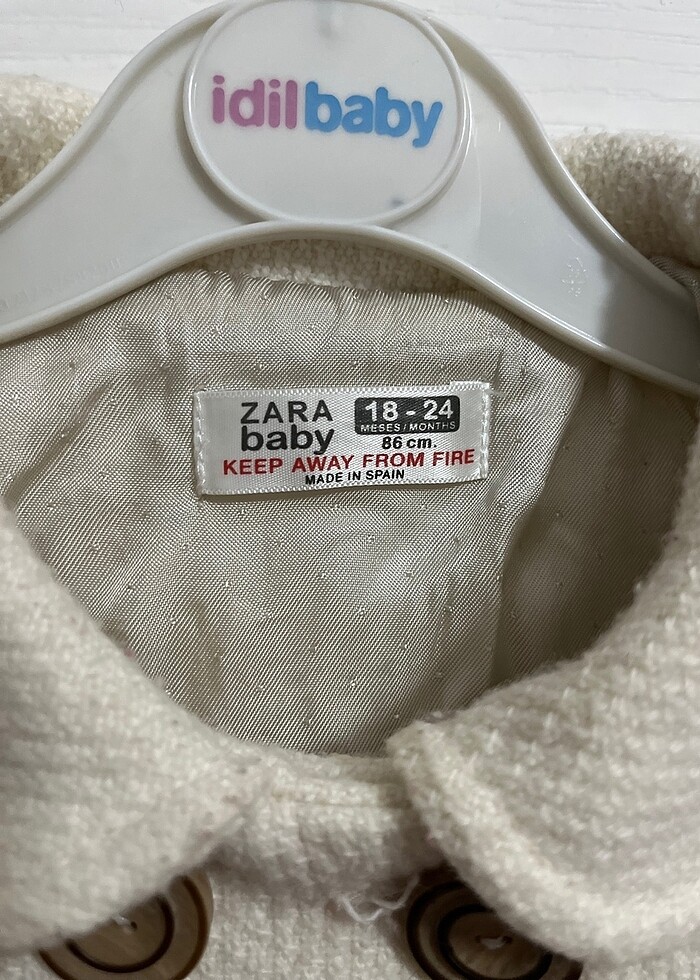 idilbaby
ZARA
baby
18 - 24
MESES / MONTHS
86 cm.
KEEP AWAY FROM FIRE
MADE IN SPAIN